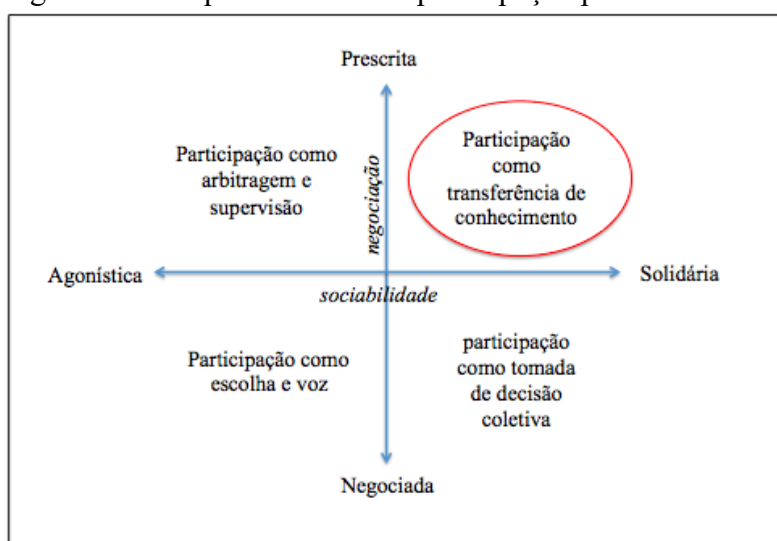 Prescrita
Participação como
arbitragem e
supervisão
negociação
Participação
como
transferência de
conhecimento
Agonística
Solidária
sociabilidade
Participação como
escolha e voz
participação
como tomada
de decisão
coletiva
Negociada